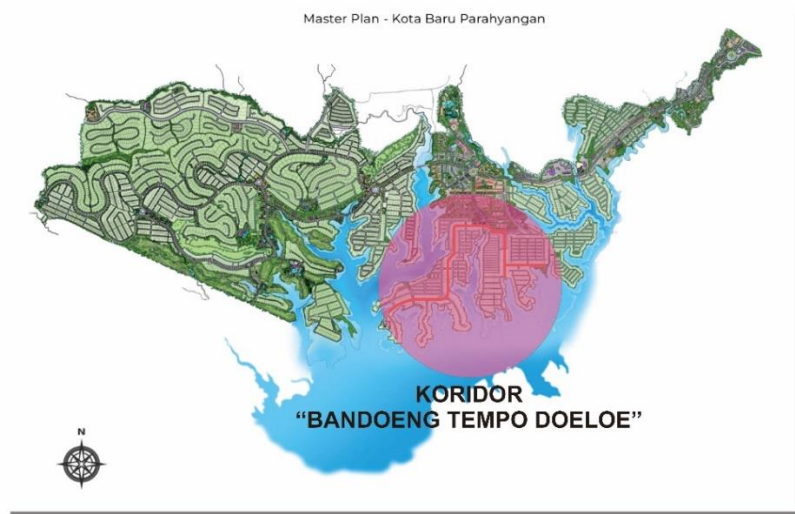 Master Plan - Kota Baru Parahyangan
KORIDOR
“BANDOENG TEMPO DOELOE”
N